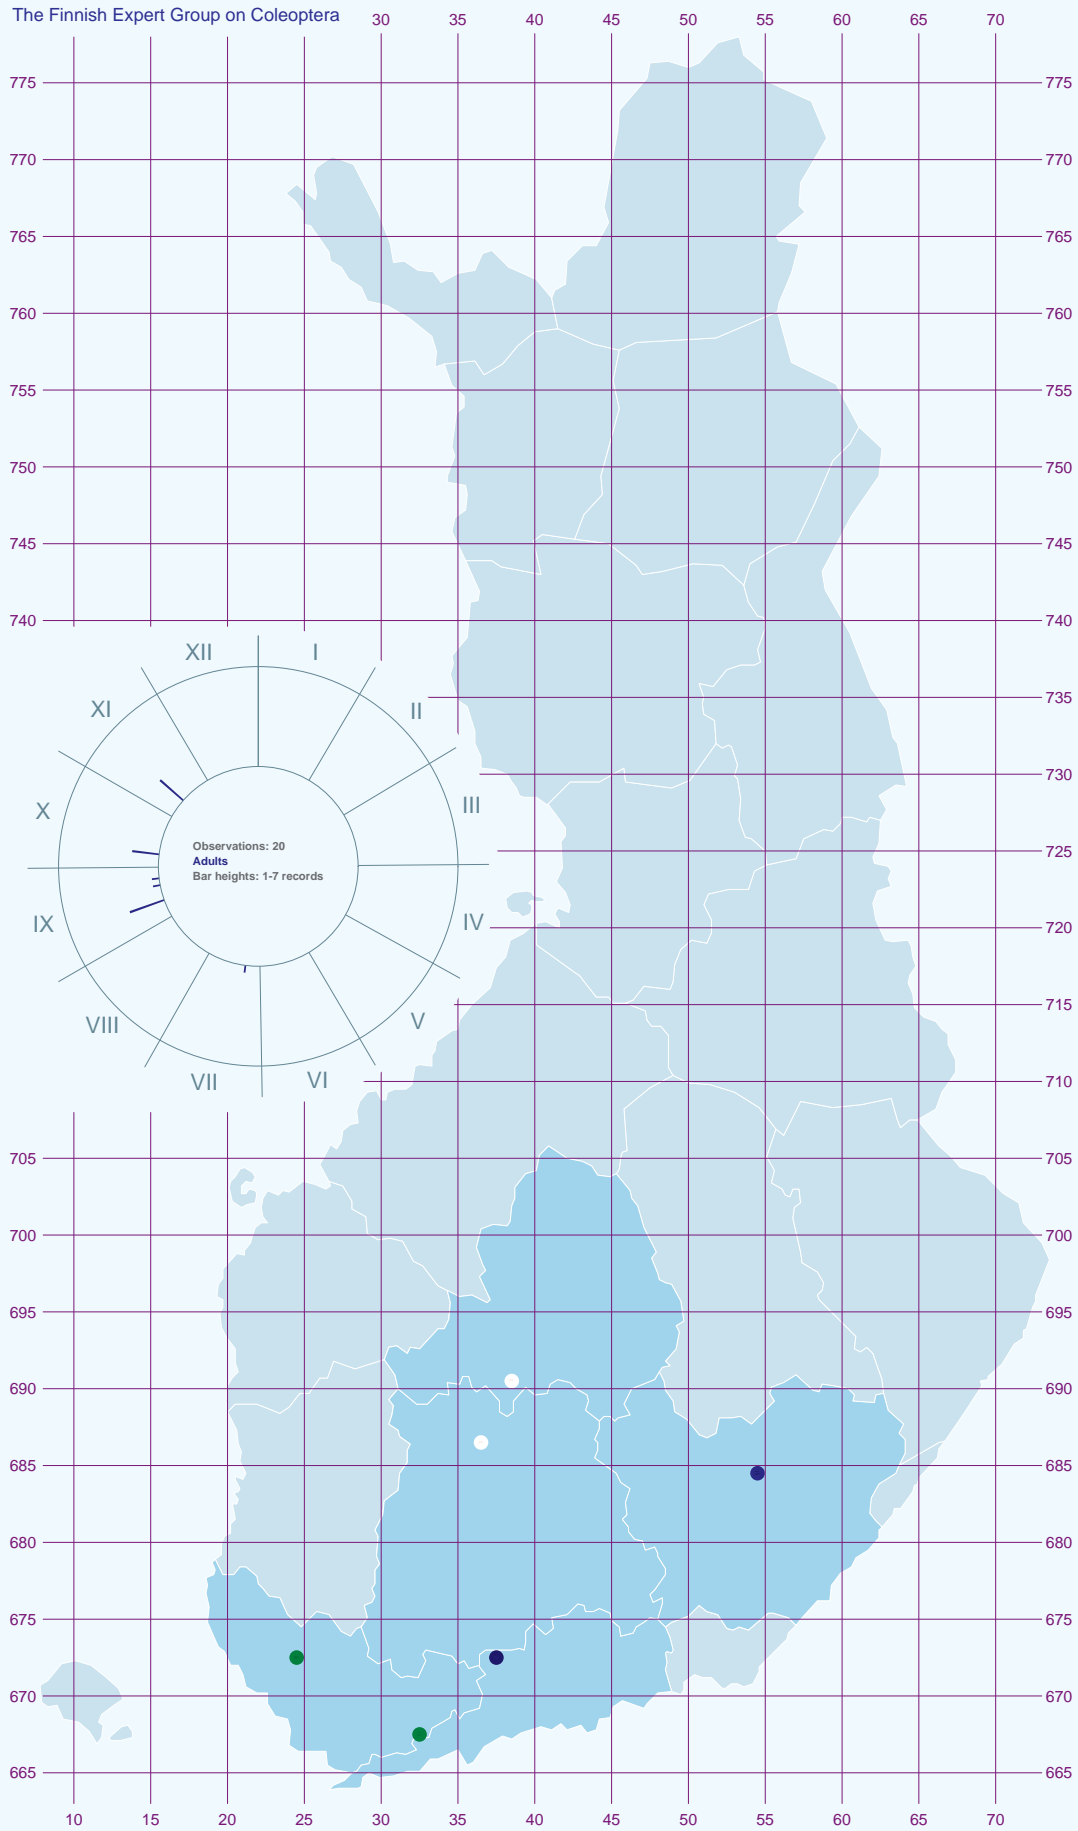 The Finnish Expert Group on Coleoptera 30 35 40 45 50 55 60 65 70
775 775
770 770
765 765
760 760
755 755
750 750
745 745
740 740
XII I
XI II
735
730
X III
Observations: 20
Adults
Bar heights: 1-7 records
725
IX IV
720
715
VIII V
VII VI
710
705 705
700 700
695 695
690 690
685 685
680 680
675 675
670 670
665 665
10 15 20 25 30 35 40 45 50 55 60 65 70